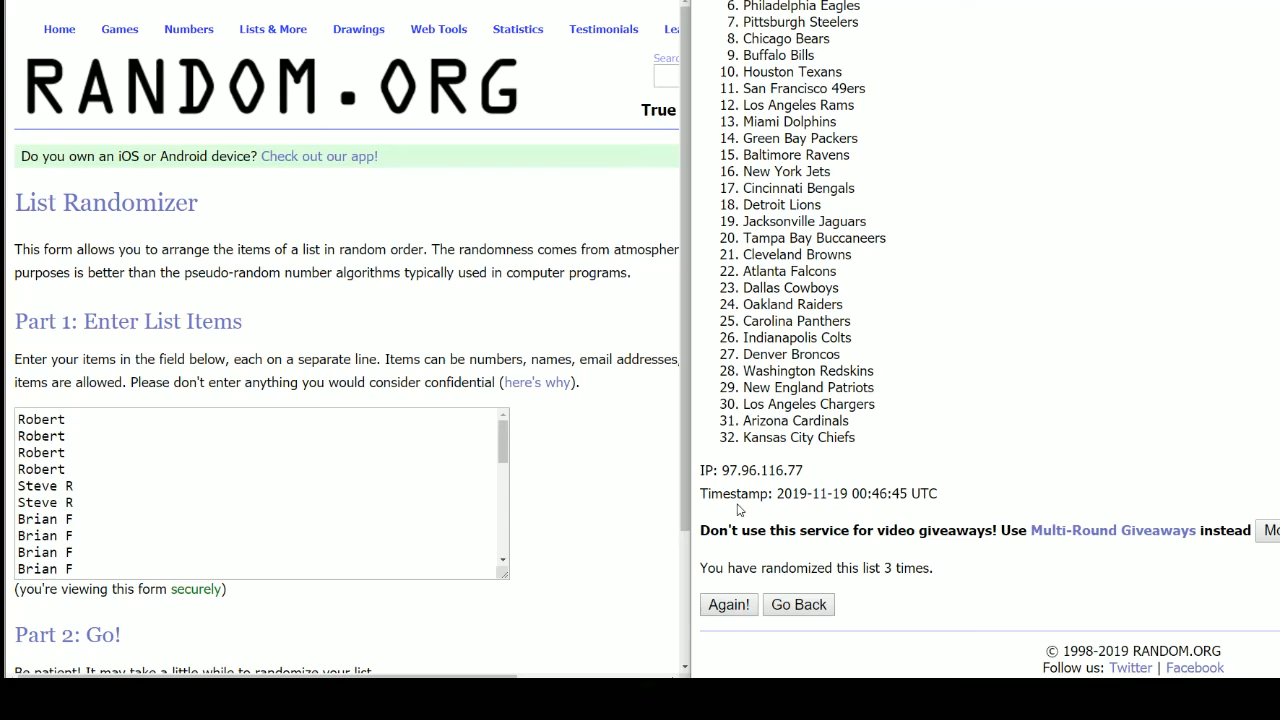 Home Games Numbers Lists & More Drawings Web Tools Statistics Testimonials
RANDOM.ORG
True
Do you own an iOS or Android device? Check out our app!
List Randomizer
This form allows you to arrange the items of a list in random order. The randomness comes from
purposes is better than the pseudo-random number algorithms typically used in computer programs.
Part 1: Enter List Items
Enter your items in the field below, each on a separate line. Items can be numbers, names, email addresses,
items are allowed. Please don't enter anything you would consider confidential (here's why).
Robert
Robert
Robert
Robert
Steve R
Steve R
Brian F
Brian F
Brian F
Brian F
(you're viewing this form securely)
Part 2: Go!
Be patient! It may take a little while to randomize your list
6. Philadelphia Eagles
7. Pittsburgh Steelers
8. Chicago Bears
9. Buffalo Bills
10. Houston Texans
11. San Francisco 49ers
12. Los Angeles Rams
13. Miami Dolphins
14. Green Bay Packers
15. Baltimore Ravens
16. New York Jets
17. Cincinnati Bengals
18. Detroit Lions
19. Jacksonville Jaguars
20. Tampa Bay Buccaneers
21. Cleveland Browns
22. Atlanta Falcons
23. Dallas Cowboys
24. Oakland Raiders
25. Carolina Panthers
26. Indianapolis Colts
27. Denver Broncos
28. Washington Redskins
29. New England Patriots
30. Los Angeles Chargers
31. Arizona Cardinals
32. Kansas City Chiefs
IP: 97.96.116.77
Timestamp: 2019-11-19 00:46:45 UTC
Don't use this service for video giveaways! Use Multi-Round Giveaways instead
You have randomized this list 3 times.
Again! Go Back
© 1998-2019 RANDOM.ORG
Follow us: Twitter | Facebook